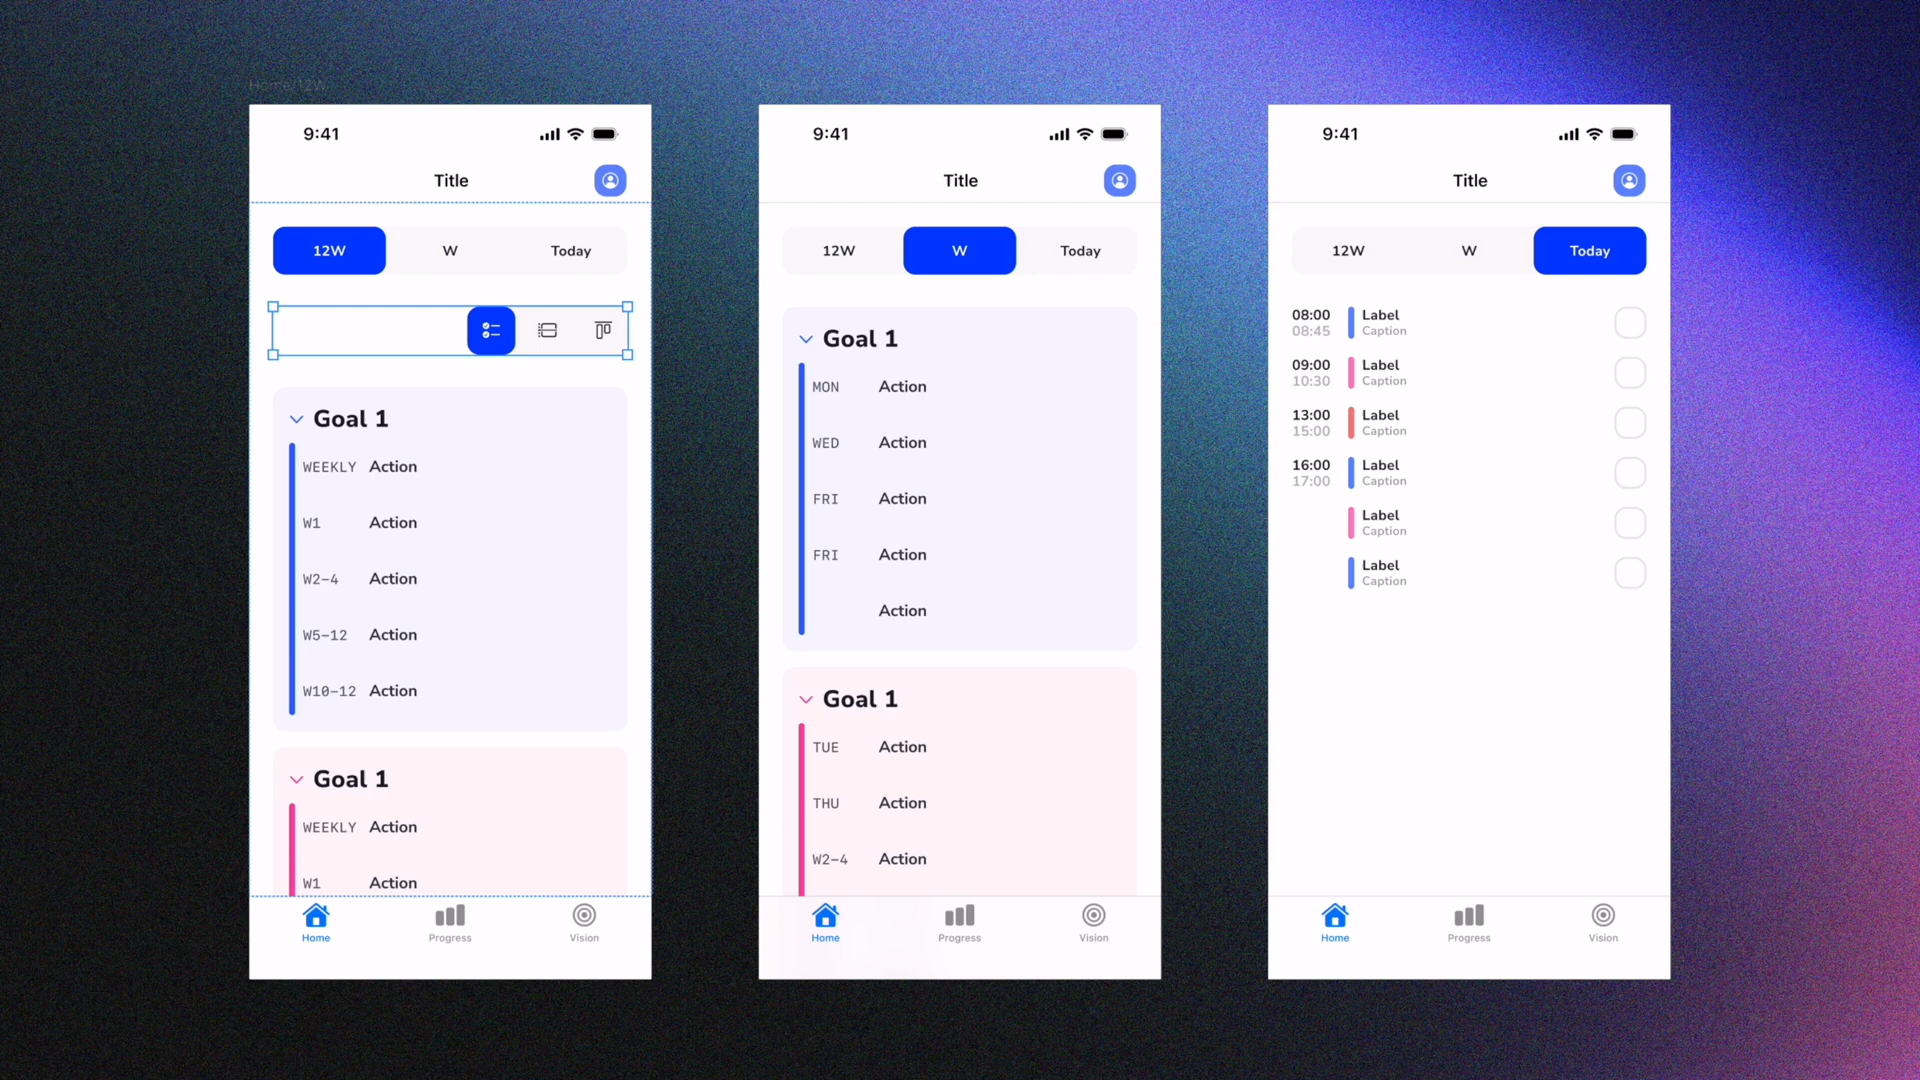 Home/12W
9:41
Title
12W W Today
Goal 1
WEEKLY Action
W1 Action
W2-4 Action
W5-12 Action
W10-12 Action
Goal 1
WEEKLY Action
W1 Action
Home Progress Vision
9:41
Title
12W W Today
Goal 1
MON Action
WED Action
FRI Action
FRI Action
Action
Goal 1
TUE Action
THU Action
W2-4 Action
Home Progress Vision
9:41
Title
12W W Today
08:00 Label
08:45 Caption
09:00 Label
10:30 Caption
13:00 Label
15:00 Caption
16:00 Label
17:00 Caption
Label
Caption
Label
Caption
Home Progress Vision